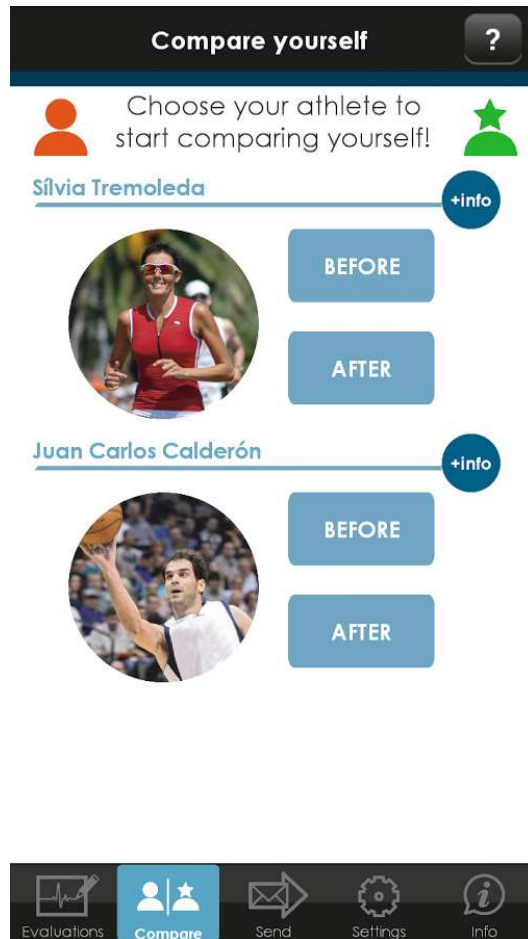 Compare yourself
?
Choose your athlete to
start comparing yourself!
Sílvia Tremoleda
+info
BEFORE
AFTER
Juan Carlos Calderón
+info
BEFORE
AFTER
Evaluations
Compare
Send
Settings
Info